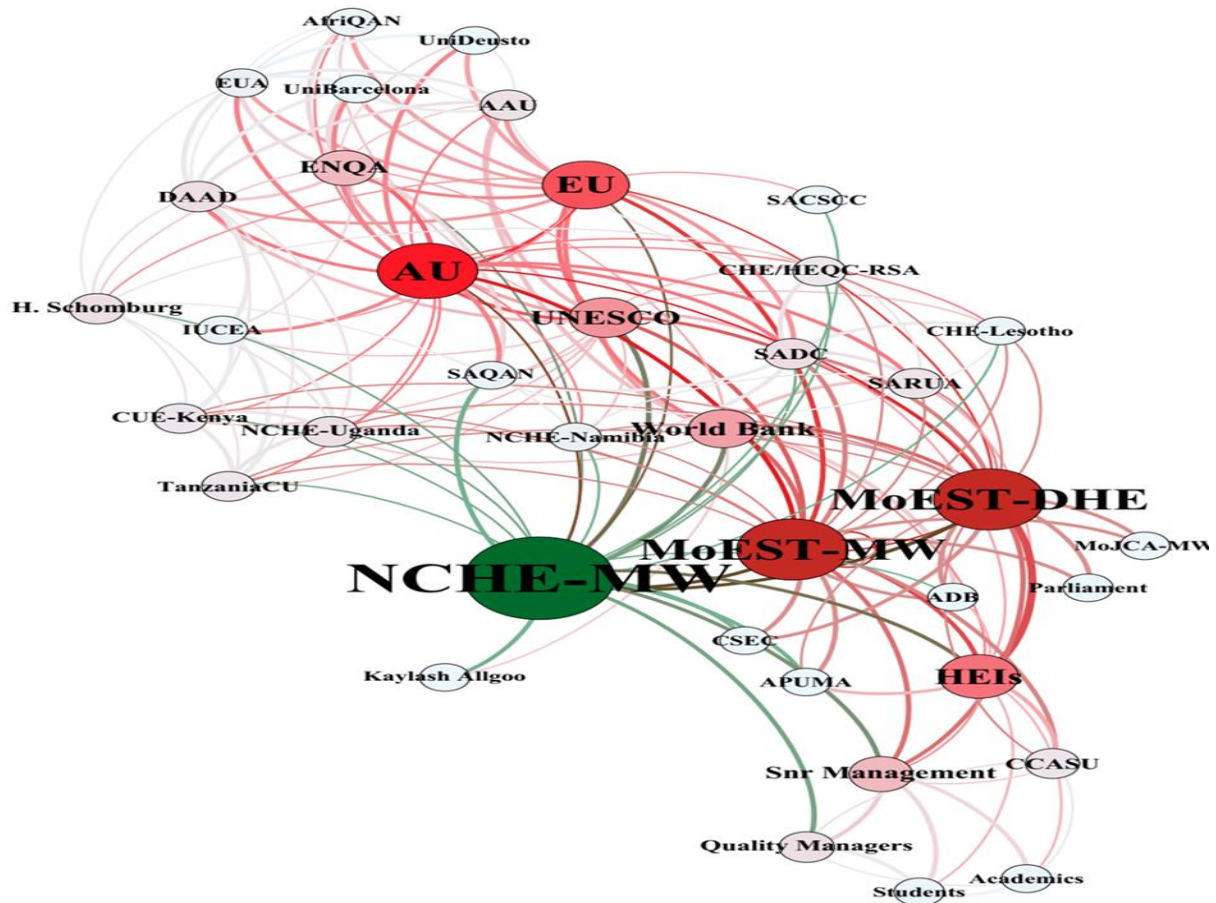 AfriQAN
UniDeusto
EUA
UniBarcelona
AAU
ENQA
EU
DAAD
SACSCC
AU
CHE/HEQC-RSA
H. Schomburg
UNESCO
IUCEA
CHE-Lesotho
SADC
SAQAN
SARUA
CUE-Kenya
NCHE-Uganda
NCHE-Namibia
World Bank
TanzaniaCU
MoEST-DHE
MoEST-MW
MoJCA-MW
NCHE-MW
Parliament
ADB
CSEC
Kaylash Allgoo
APUMA
HEIs
Snr Management
CCASU
Quality Managers
Academics
Students